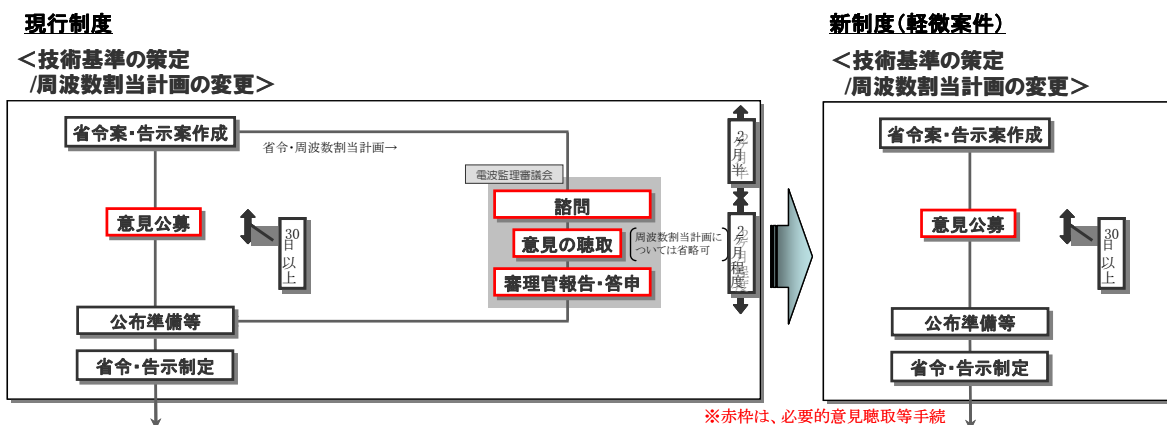 現行制度
＜技術基準の策定
/周波数割当計画の変更＞
省令案・告示案作成
省令・周波数割当計画→
電波監理審議会
諮問
意見公募
30日以上
意見の聴取
周波数割当計画に
ついては省略可
審理官報告・答申
公布準備等
省令・告示制定
2月半
2月程度
新制度（軽微案件）
＜技術基準の策定
/周波数割当計画の変更＞
省令案・告示案作成
意見公募
30日以上
公布準備等
省令・告示制定
※赤枠は、必要的意見聴取等手続